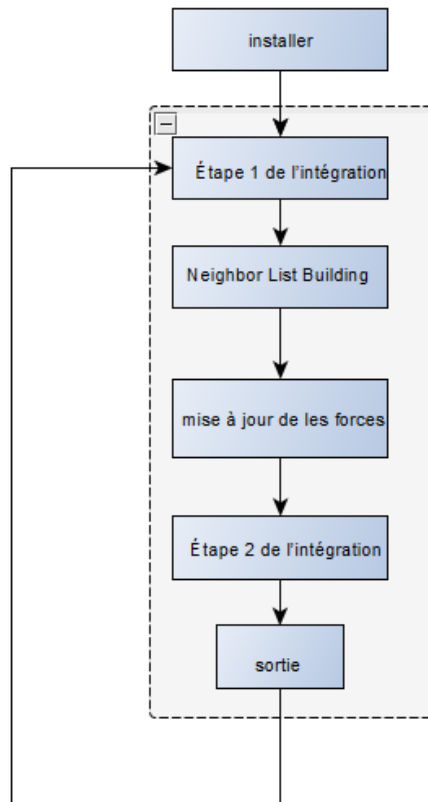 installer
Étape 1 de l'intégration
Neighbor List Building
mise à jour de les forces
Étape 2 de l'intégration
sortie